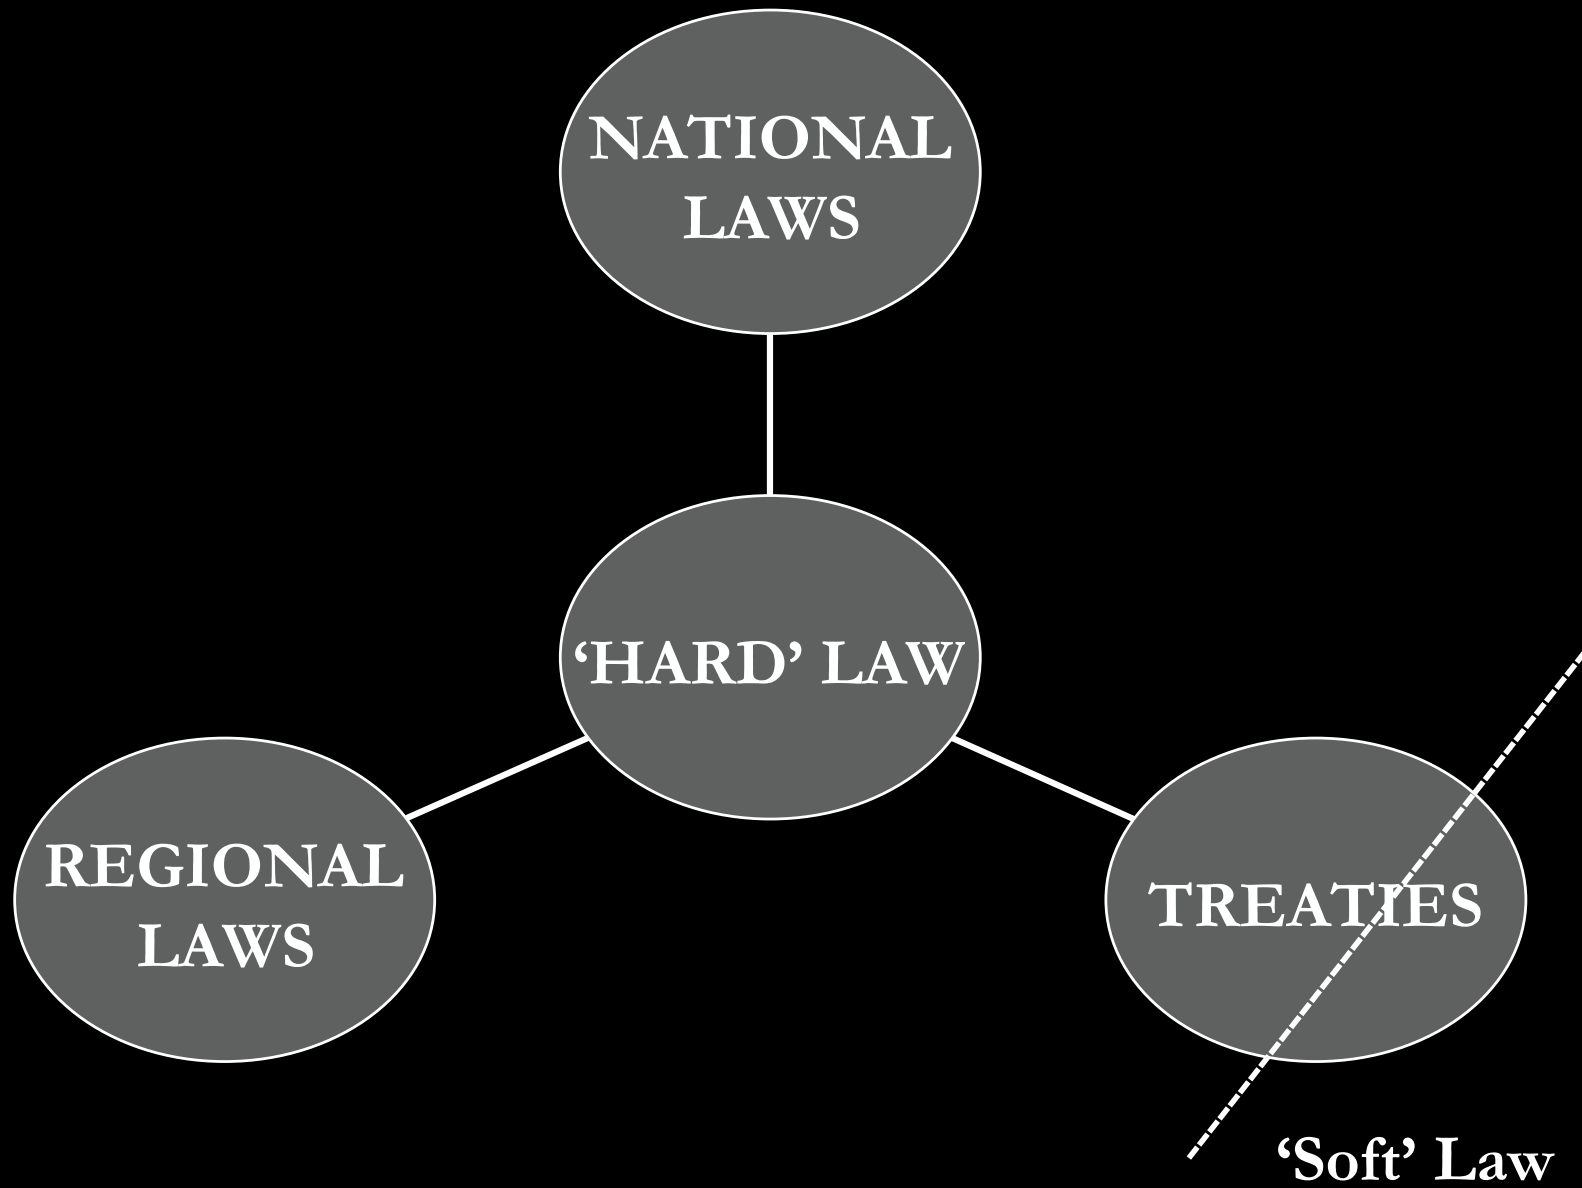 NATIONAL
LAWS
‘HARD’ LAW
REGIONAL
LAWS
TREATIES
‘Soft’ Law